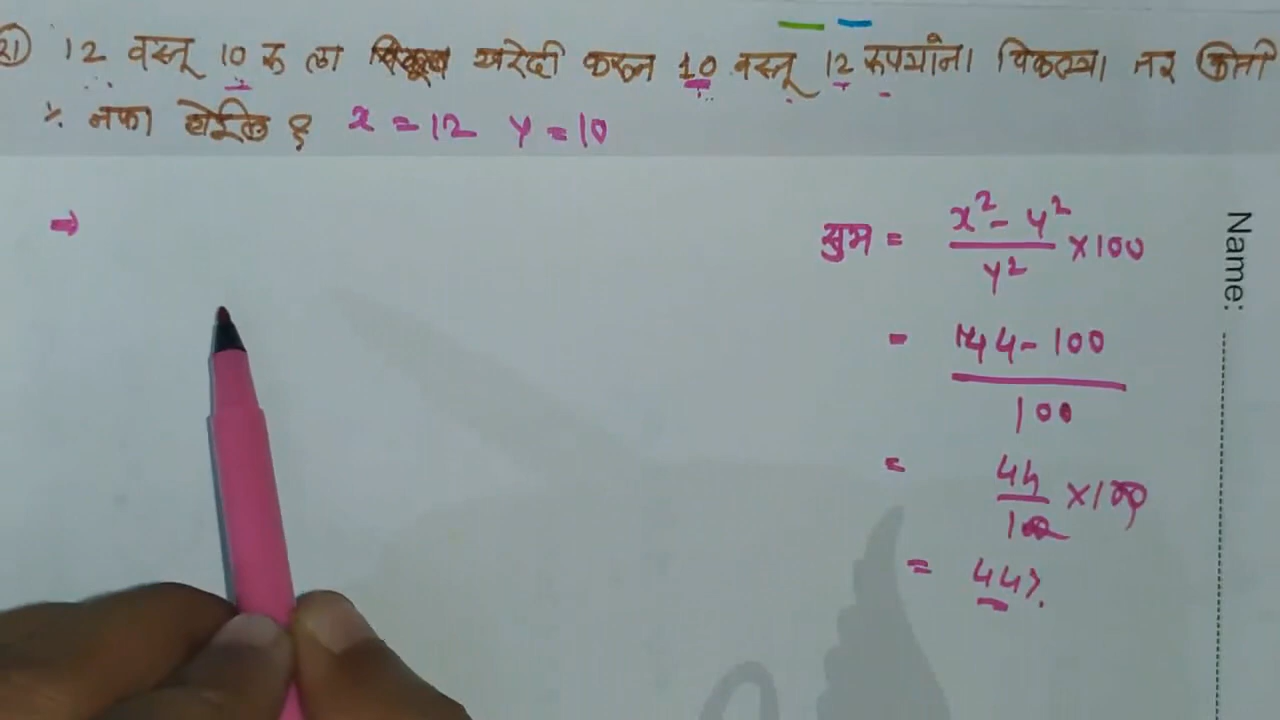 21) 12 वस्तू 10 रु ला खरेदी करून 10 वस्तू 12 रुपयांना विकल्या तर किती
% नफा होईल ? x = 12 y = 10
⇒
सुत्र = x² - y² / y² × 100
= 144 - 100 / 100
= 44 / 100 × 100
= 44%
Name: